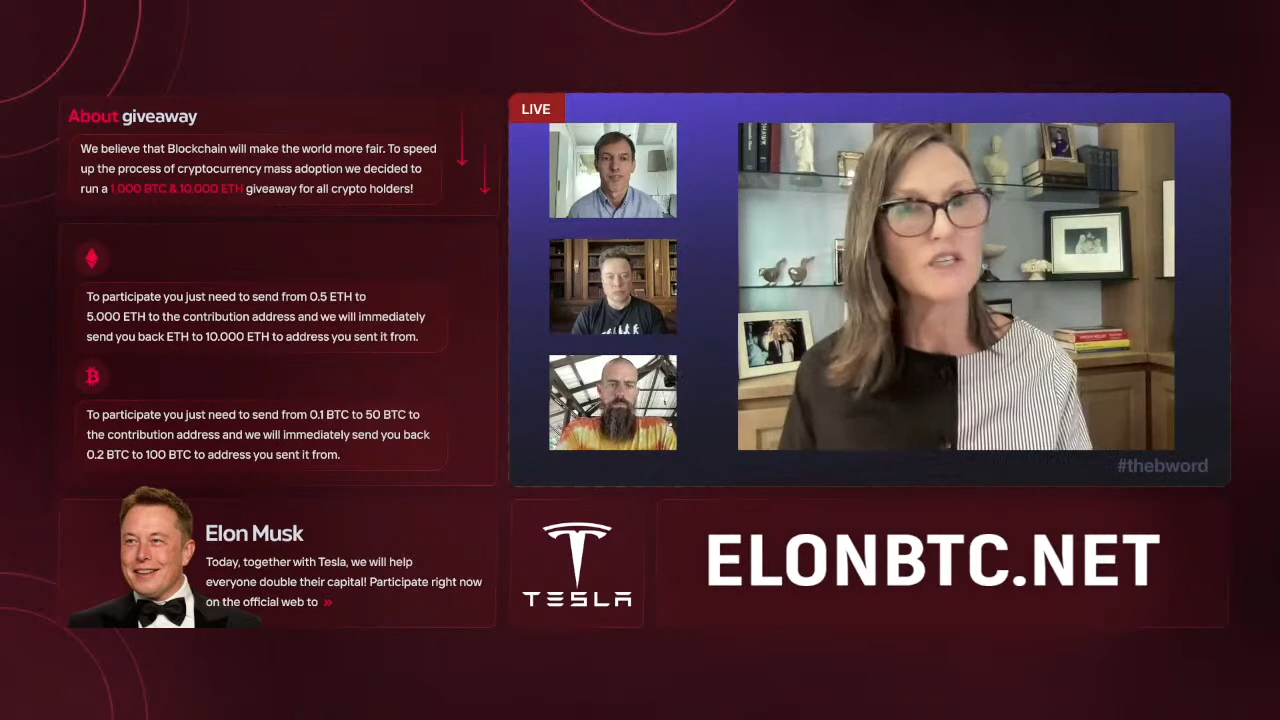 About giveaway
We believe that Blockchain will make the world more fair. To speed
up the process of cryptocurrency mass adoption we decided to
run a 1.000 BTC & 10.000 ETH giveaway for all crypto holders!
To participate you just need to send from 0.5 ETH to
5.000 ETH to the contribution address and we will immediately
send you back ETH to 10.000 ETH to address you sent it from.
To participate you just need to send from 0.1 BTC to 50 BTC to
the contribution address and we will immediately send you back
0.2 BTC to 100 BTC to address you sent it from.
Elon Musk
Today, together with Tesla, we will help
everyone double their capital! Participate right now
on the official web to »
LIVE
#thebword
TESLA
ELONBTC.NET